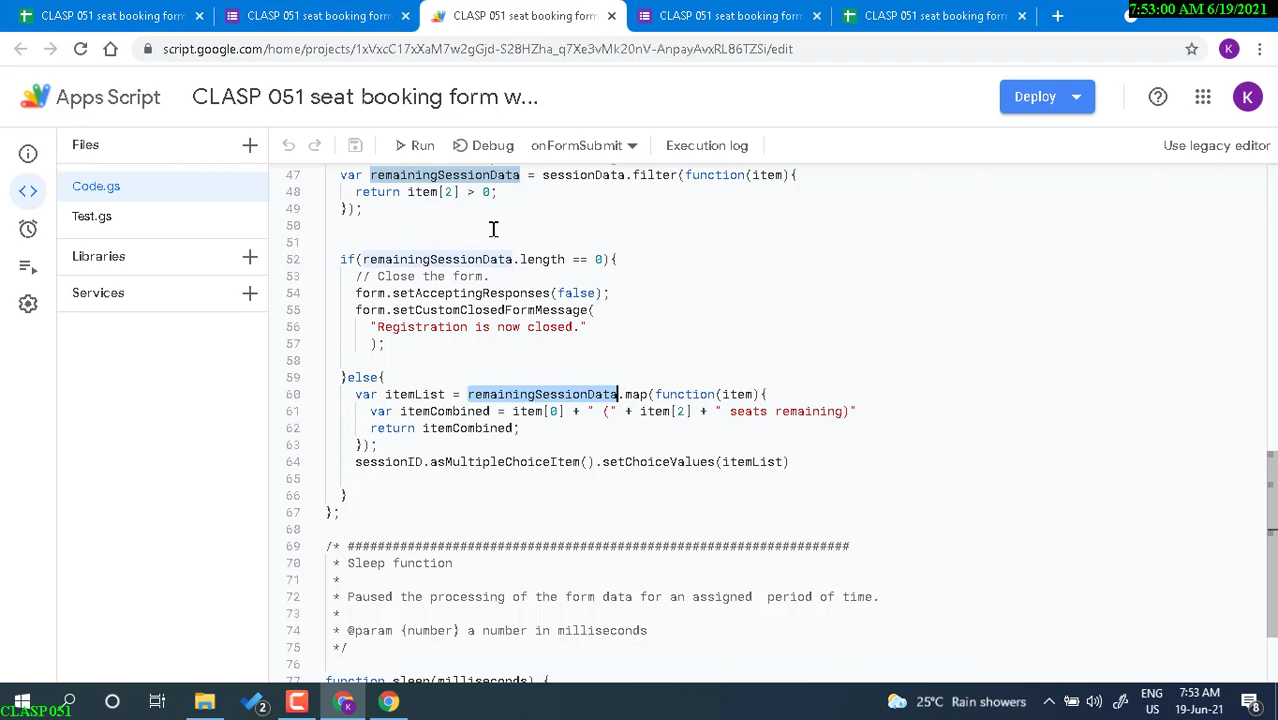 CLASP 051 seat booking form
CLASP 051 seat booking form
CLASP 051 seat booking form
CLASP 051 seat booking form
CLASP 051 seat booking form
7:53:00 AM 6/19/2021
script.google.com/home/projects/1xVxcC17xXaM7w2gGjd-S28HZha_q7Xe3vMk20nV-AnpayAvxRL86TZSi/edit
K
Apps Script
CLASP 051 seat booking form w...
Deploy
K
Files
Run
Debug
onFormSubmit
Execution log
Use legacy editor
Code.gs
Test.gs
Libraries
Services
47 var remainingSessionData = sessionData.filter(function(item){
48 return item[2] > 0;
49 });
50
51
52 if(remainingSessionData.length == 0){
53 // Close the form.
54 form.setAcceptingResponses(false);
55 form.setCustomClosedFormMessage(
56 "Registration is now closed."
57 );
58
59 }else{
60 var itemList = remainingSessionData.map(function(item){
61 var itemCombined = item[0] + " (" + item[2] + " seats remaining)"
62 return itemCombined;
63 });
64 sessionID.asMultipleChoiceItem().setChoiceValues(itemList)
65
66 }
67 };
68
69 /* ###################################################################
70 * Sleep function
71 *
72 * Paused the processing of the form data for an assigned period of time.
73 *
74 * @param {number} a number in milliseconds
75 */
76
77 function sleep(milliseconds) {
CLASP 051
2
25°C Rain showers
ENG
US
7:53 AM
19-Jun-21
8